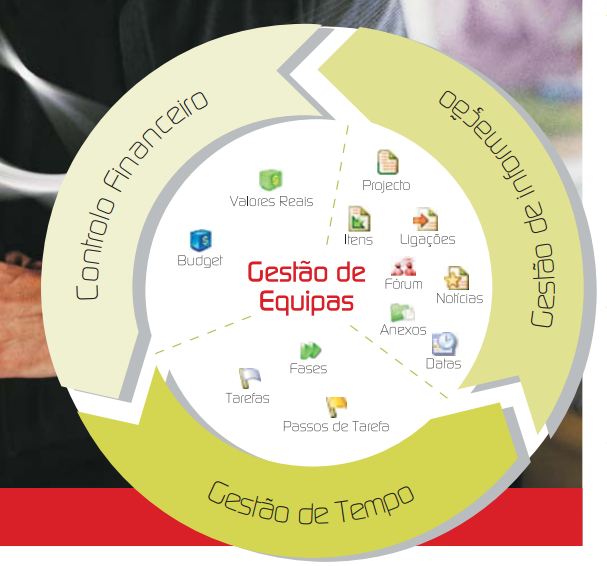 Controlo Financeiro
Gestão de informação
Projecto
Valores Reais
Itens
Ligações
Budget
Gestão de
Equipas
Fórum
Notícias
Anexos
Datas
Fases
Tarefas
Passos de Tarefa
Gestão de Tempo